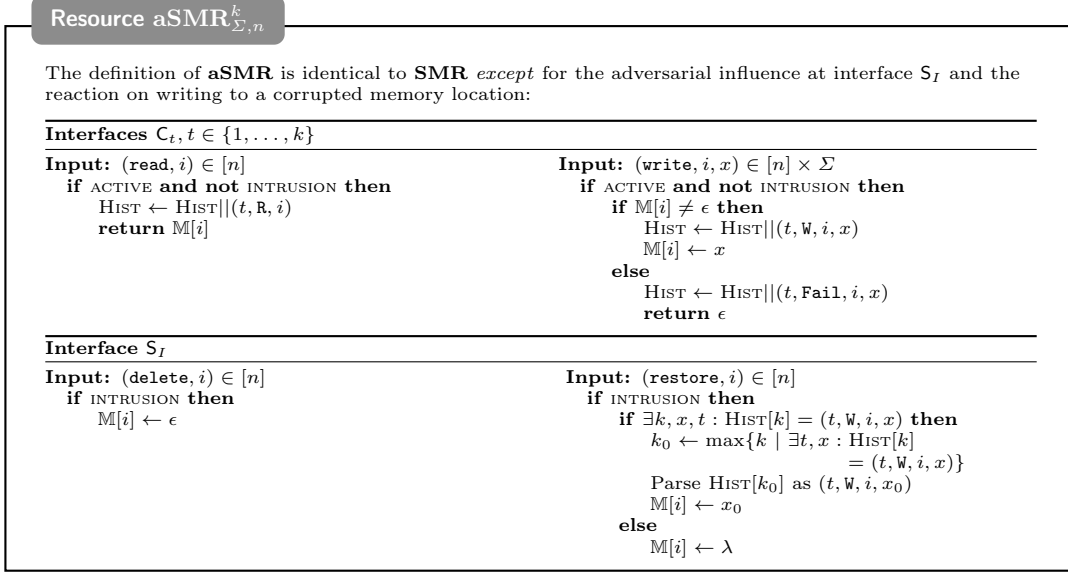 Resource aSMR^k_{Σ,n}
The definition of aSMR is identical to SMR except for the adversarial influence at interface S_I and the
reaction on writing to a corrupted memory location:
Interfaces C_t, t ∈ {1, . . . , k}
Input: (read, i) ∈ [n]
if ACTIVE and not INTRUSION then
HIST ← HIST||(t, R, i)
return 𝕄[i]
Input: (write, i, x) ∈ [n] × Σ
if ACTIVE and not INTRUSION then
if 𝕄[i] ≠ ϵ then
HIST ← HIST||(t, W, i, x)
𝕄[i] ← x
else
HIST ← HIST||(t, Fail, i, x)
return ϵ
Interface S_I
Input: (delete, i) ∈ [n]
if INTRUSION then
𝕄[i] ← ϵ
Input: (restore, i) ∈ [n]
if INTRUSION then
if ∃k, x, t : HIST[k] = (t, W, i, x) then
k_0 ← max{k | ∃t, x : HIST[k]
= (t, W, i, x)}
Parse HIST[k_0] as (t, W, i, x_0)
𝕄[i] ← x_0
else
𝕄[i] ← λ